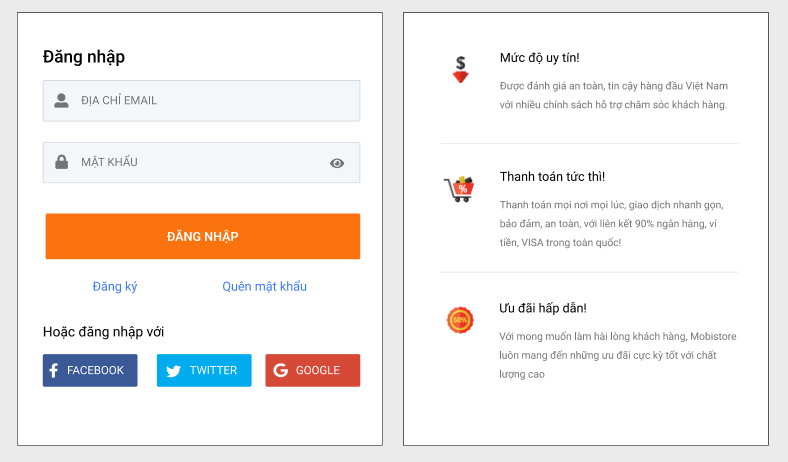 Đăng nhập
ĐỊA CHỈ EMAIL
MẬT KHẨU
ĐĂNG NHẬP
Đăng ký
Quên mật khẩu
Hoặc đăng nhập với
FACEBOOK
TWITTER
GOOGLE
$
Mức độ uy tín!
Được đánh giá an toàn, tin cậy hàng đầu Việt Nam
với nhiều chính sách hỗ trợ chăm sóc khách hàng.
%
Thanh toán tức thì!
Thanh toán mọi nơi mọi lúc, giao dịch nhanh gọn,
bảo đảm, an toàn, với liên kết 90% ngân hàng, ví
tiền, VISA trong toàn quốc!
50%
Ưu đãi hấp dẫn!
Với mong muốn làm hài lòng khách hàng, Mobistore
luôn mang đến những ưu đãi cực kỳ tốt với chất
lượng cao